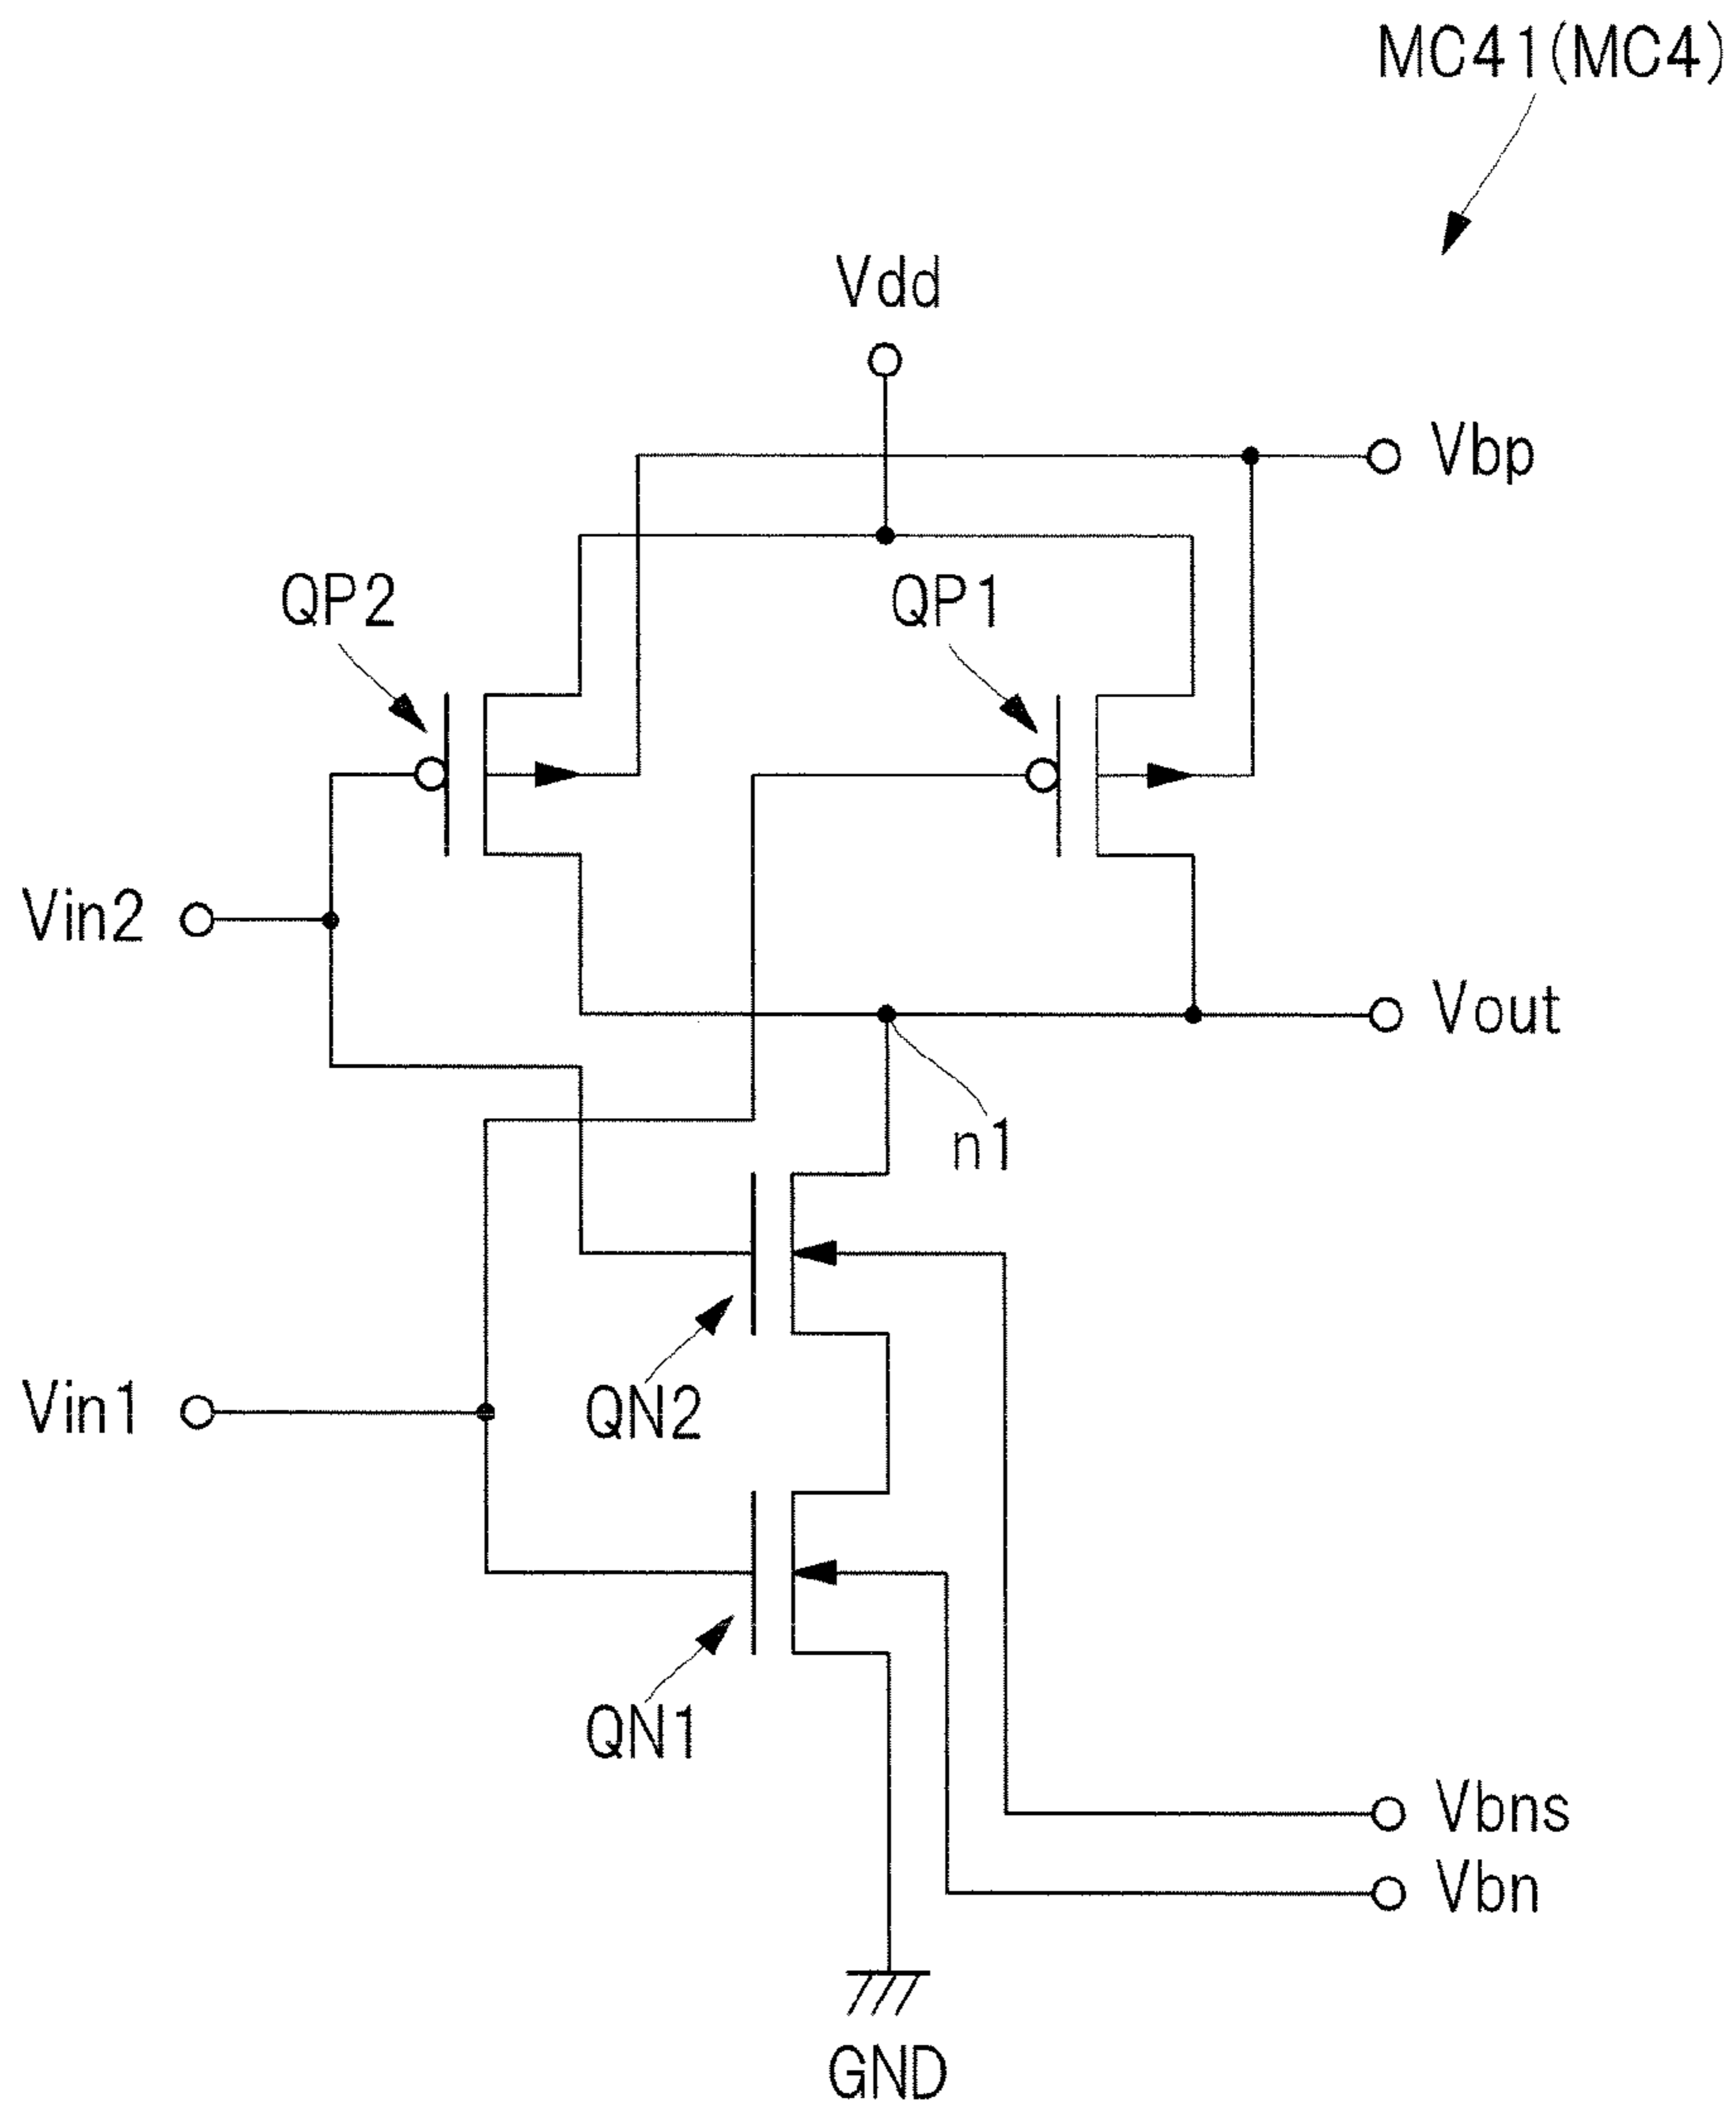 MC41(MC4)
Vdd
Vbp
QP2
QP1
Vin2
Vout
n1
Vin1
QN2
QN1
Vbns
Vbn
GND